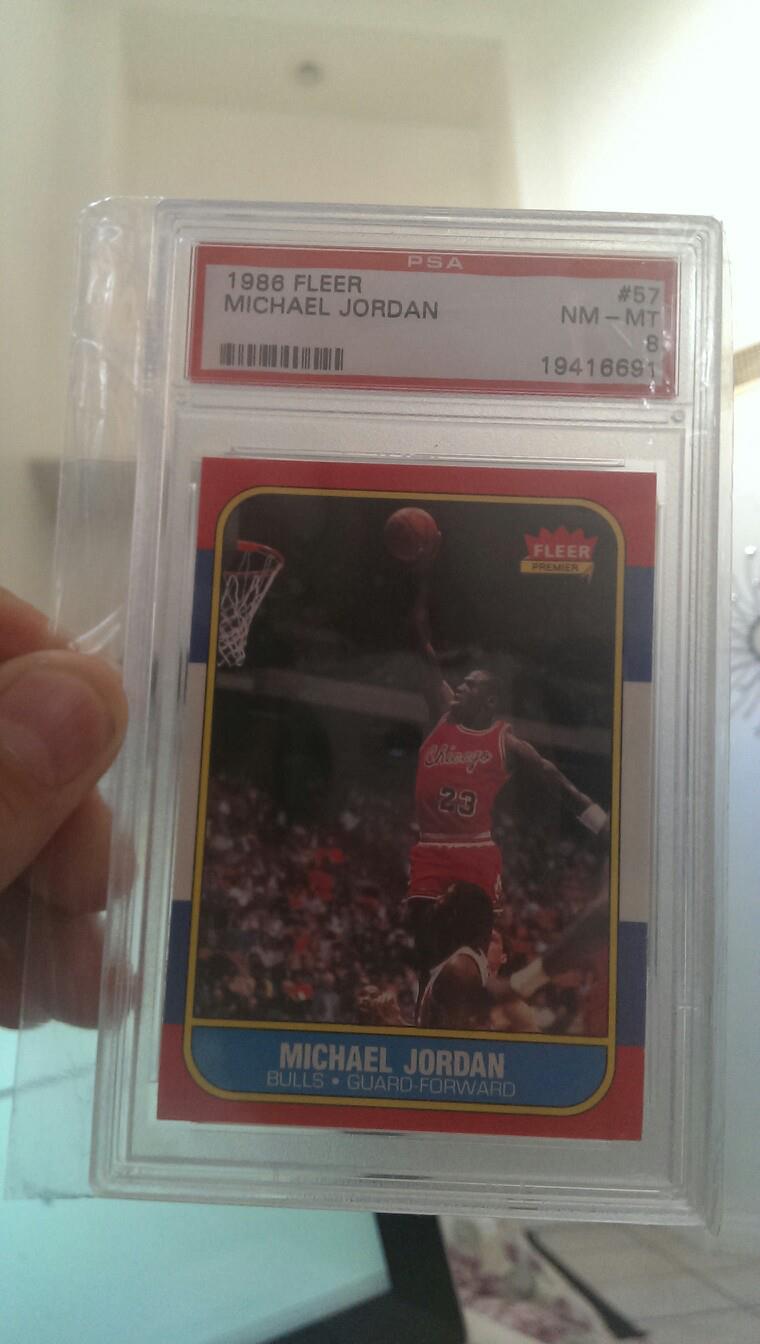 PSA
1986 FLEER #57
MICHAEL JORDAN NM - MT
8
19416691
FLEER
PREMIER
Chicago
23
MICHAEL JORDAN
BULLS • GUARD-FORWARD